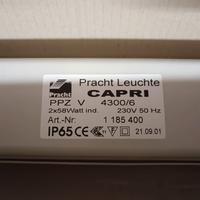 Pracht Leuchte
Pracht
CAPRI
PPZ V 4300/6
2x58Watt ind. 230V 50 Hz
Art.-Nr: 1 185 400
IP65 CE 21.09.01